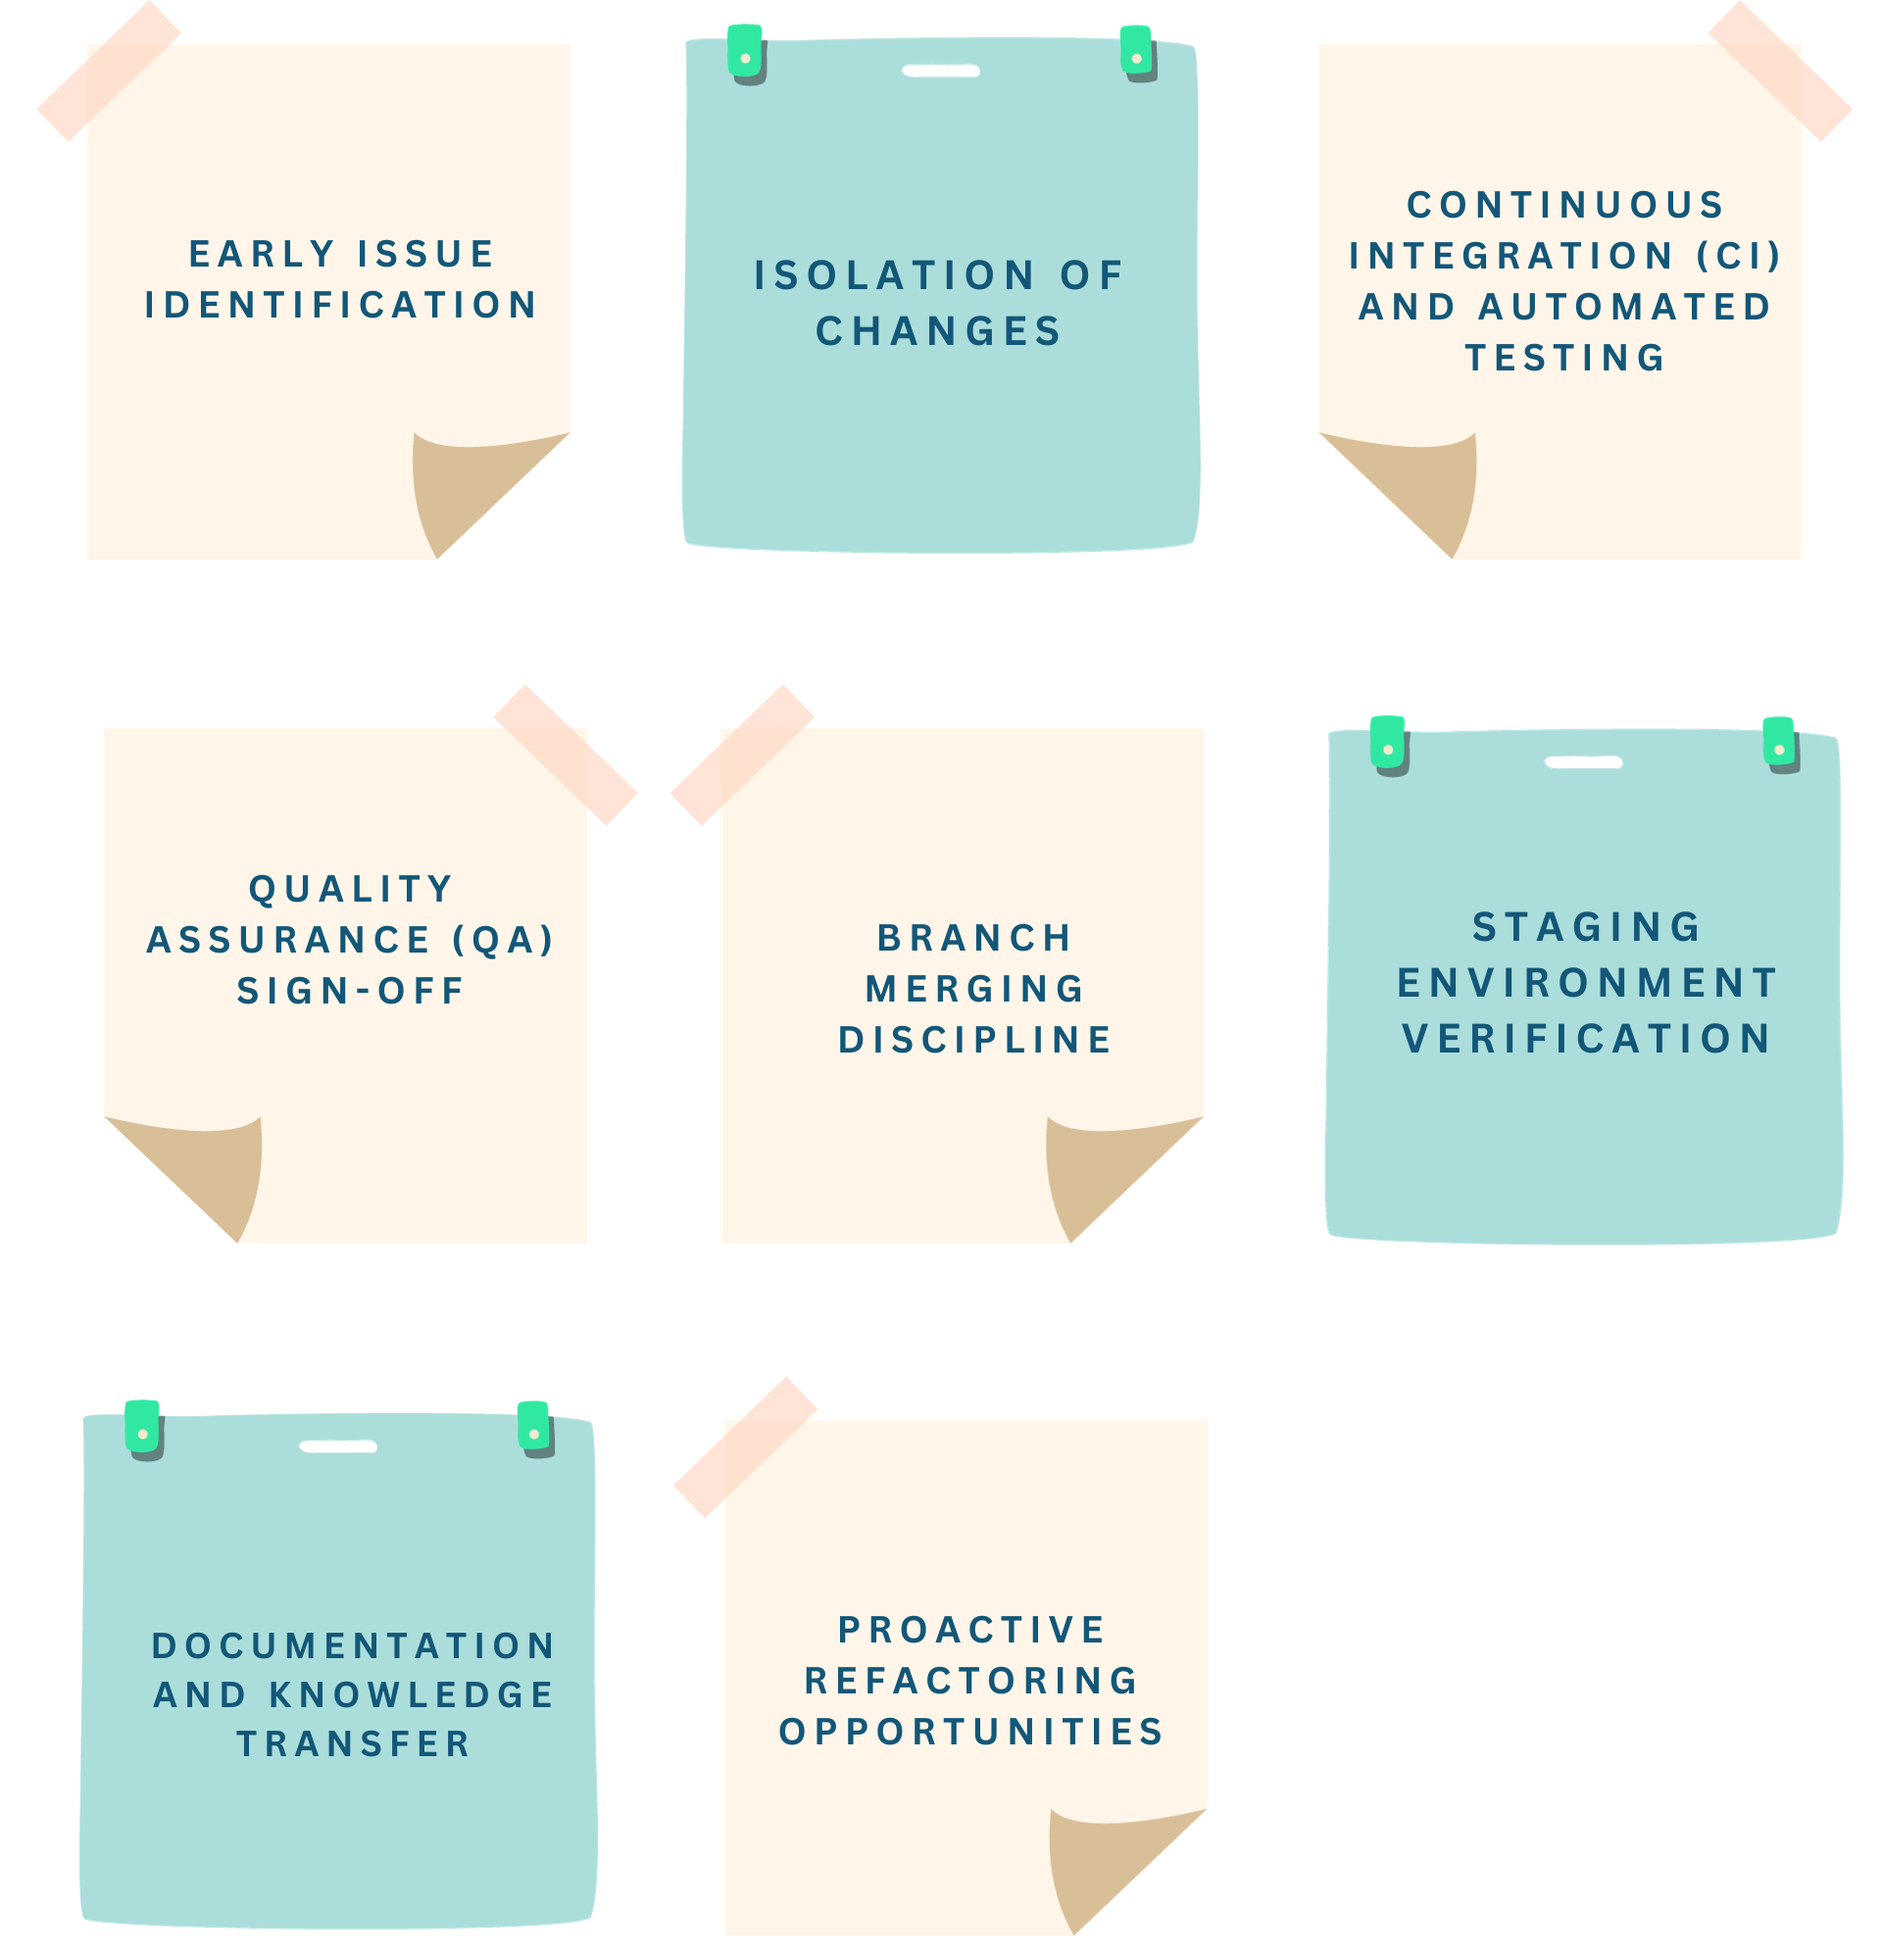 EARLY ISSUE
IDENTIFICATION
ISOLATION OF
CHANGES
CONTINUOUS
INTEGRATION (CI)
AND AUTOMATED
TESTING
QUALITY
ASSURANCE (QA)
SIGN-OFF
BRANCH
MERGING
DISCIPLINE
STAGING
ENVIRONMENT
VERIFICATION
DOCUMENTATION
AND KNOWLEDGE
TRANSFER
PROACTIVE
REFACTORING
OPPORTUNITIES